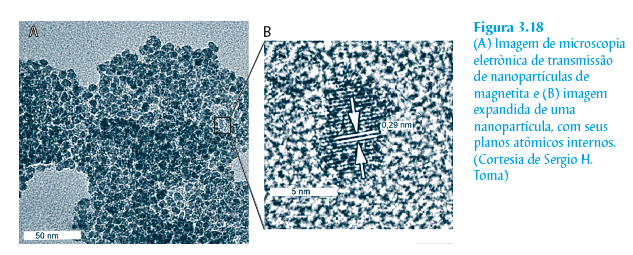 A
B
0,29 nm
5 nm
50 nm
Figura 3.18
(A) Imagem de microscopia
eletrônica de transmissão
de nanopartículas de
magnetita e (B) imagem
expandida de uma
nanopartícula, com seus
planos atômicos internos.
(Cortesia de Sergio H.
Toma)